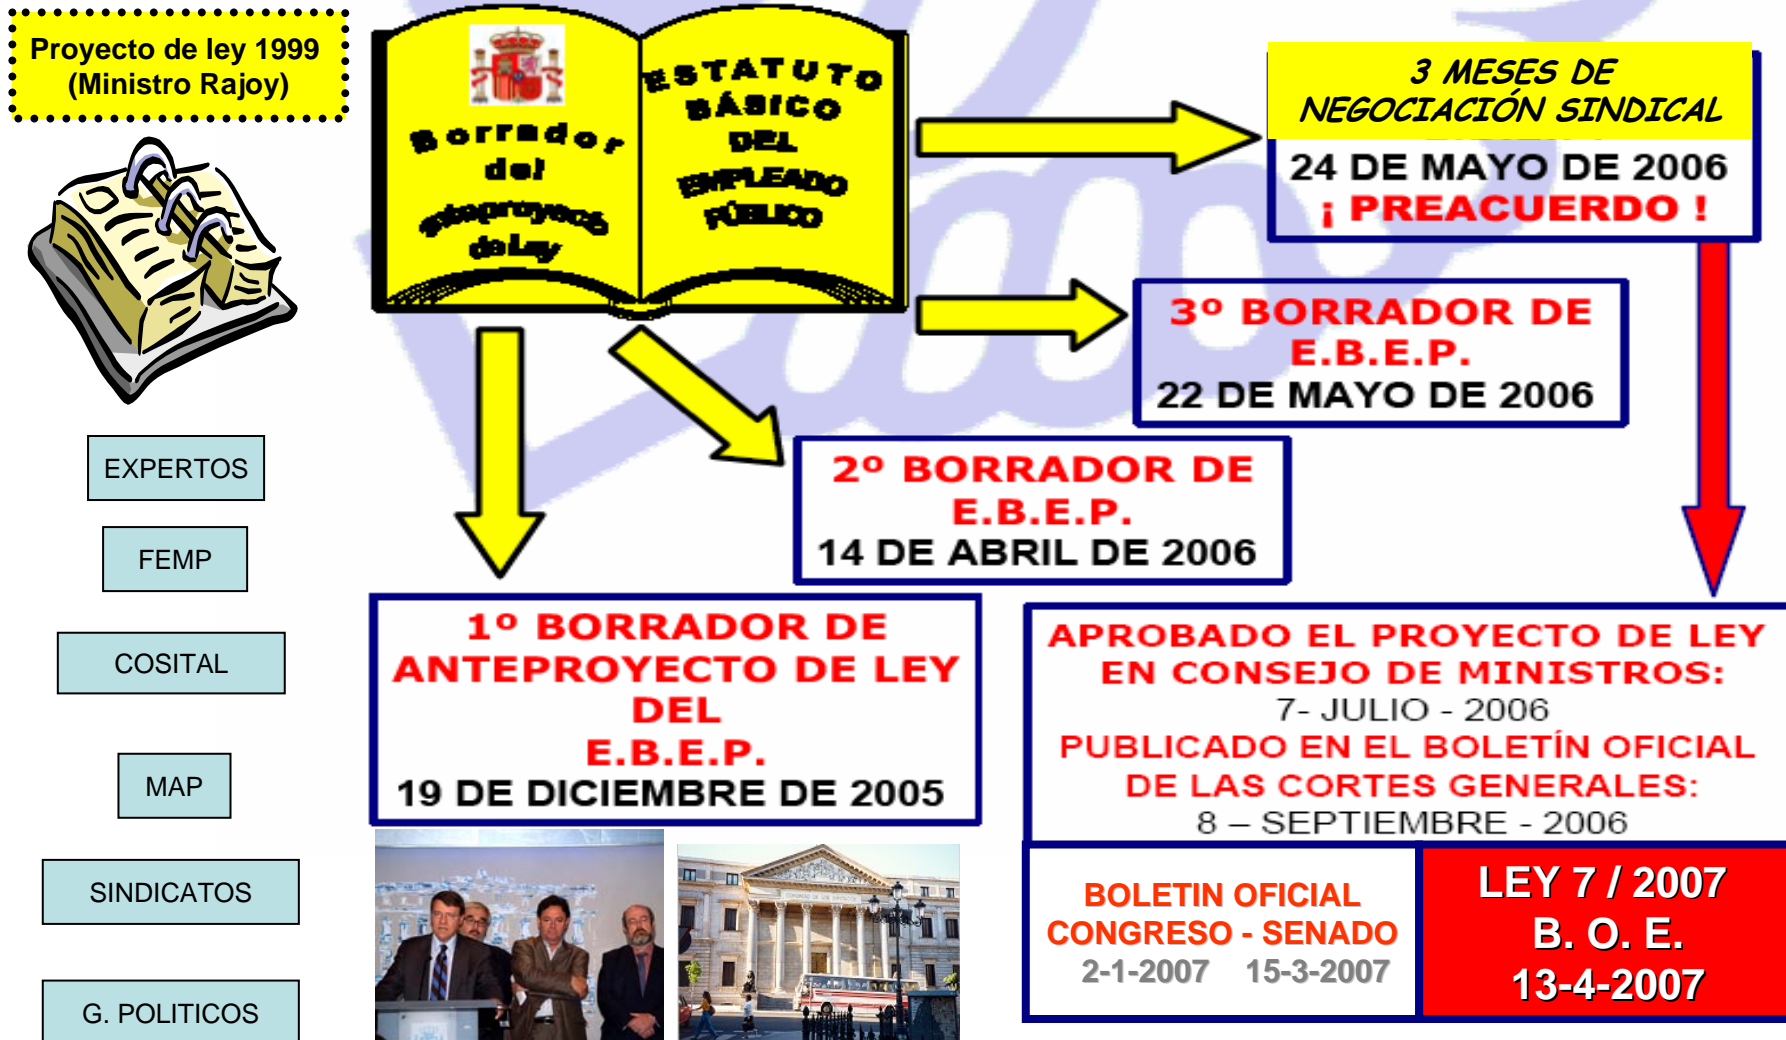 Proyecto de ley 1999
(Ministro Rajoy)
EXPERTOS
FEMP
COSITAL
MAP
SINDICATOS
G. POLITICOS
Borrador
del
anteproyecto
de Ley
ESTATUTO
BÁSICO
DEL
EMPLEADO
PÚBLICO
3 MESES DE
NEGOCIACIÓN SINDICAL
24 DE MAYO DE 2006
¡ PREACUERDO !
3º BORRADOR DE
E.B.E.P.
22 DE MAYO DE 2006
2º BORRADOR DE
E.B.E.P.
14 DE ABRIL DE 2006
1º BORRADOR DE
ANTEPROYECTO DE LEY
DEL
E.B.E.P.
19 DE DICIEMBRE DE 2005
APROBADO EL PROYECTO DE LEY
EN CONSEJO DE MINISTROS:
7- JULIO - 2006
PUBLICADO EN EL BOLETÍN OFICIAL
DE LAS CORTES GENERALES:
8 – SEPTIEMBRE - 2006
BOLETIN OFICIAL
CONGRESO - SENADO
2-1-2007 15-3-2007
LEY 7 / 2007
B. O. E.
13-4-2007